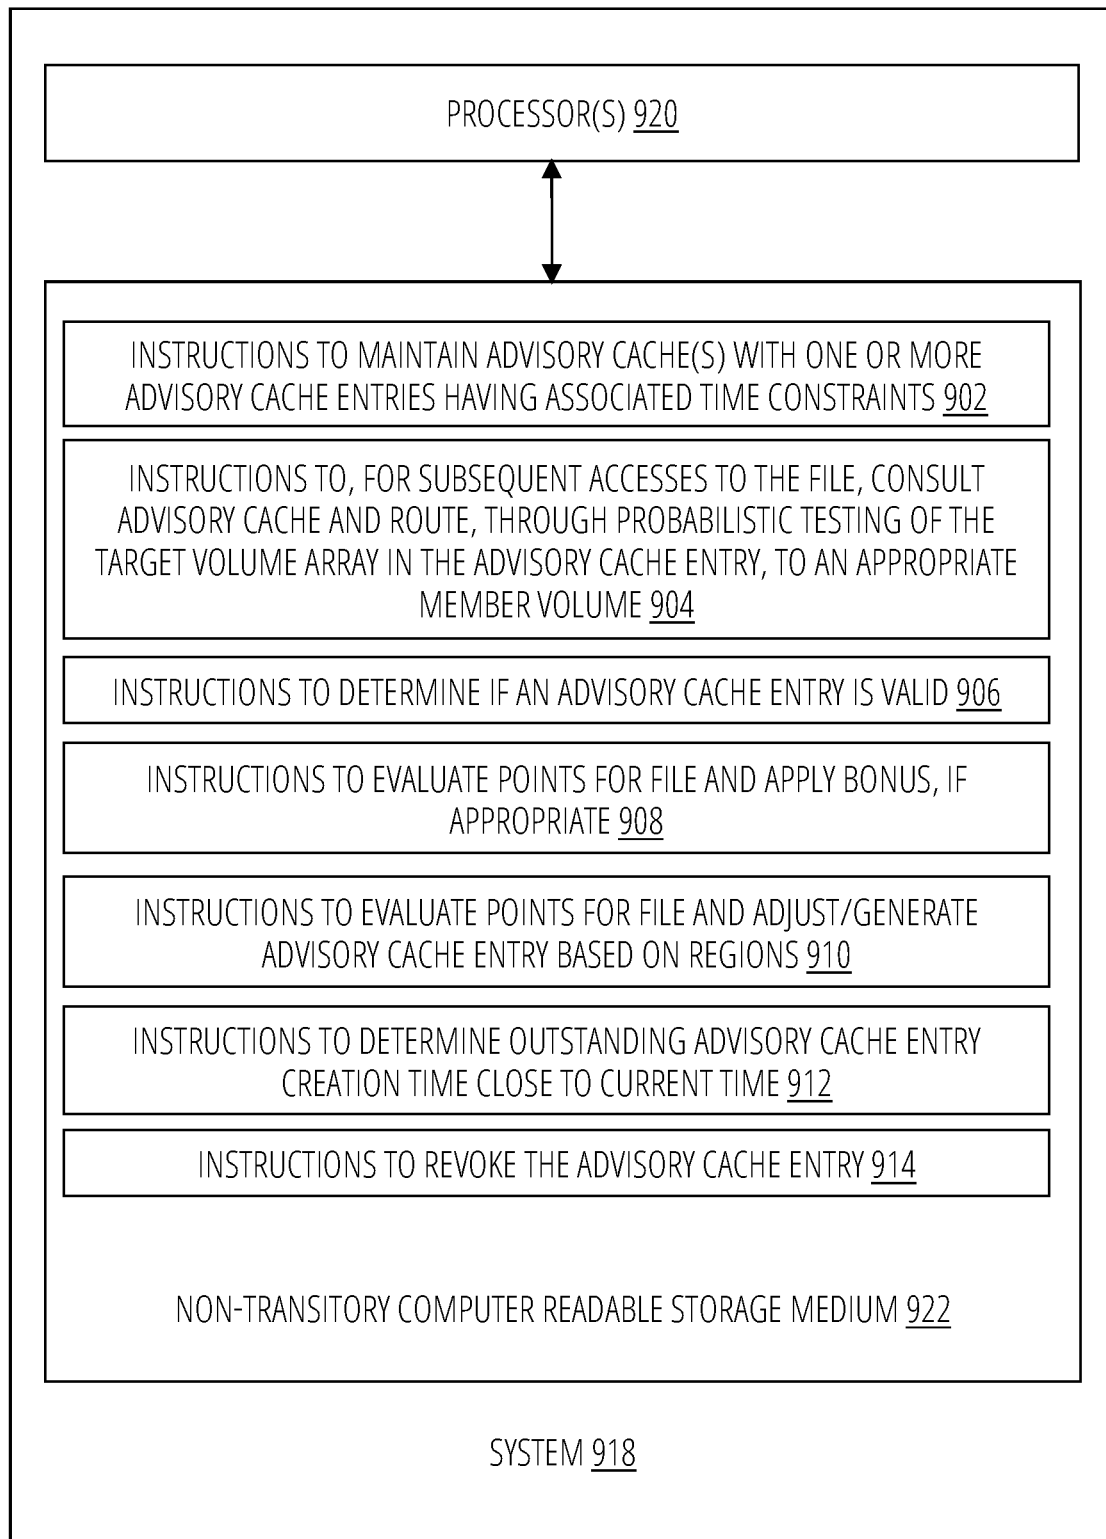 PROCESSOR(S) 920
INSTRUCTIONS TO MAINTAIN ADVISORY CACHE(S) WITH ONE OR MORE
ADVISORY CACHE ENTRIES HAVING ASSOCIATED TIME CONSTRAINTS 902
INSTRUCTIONS TO, FOR SUBSEQUENT ACCESSES TO THE FILE, CONSULT
ADVISORY CACHE AND ROUTE, THROUGH PROBABILISTIC TESTING OF THE
TARGET VOLUME ARRAY IN THE ADVISORY CACHE ENTRY, TO AN APPROPRIATE
MEMBER VOLUME 904
INSTRUCTIONS TO DETERMINE IF AN ADVISORY CACHE ENTRY IS VALID 906
INSTRUCTIONS TO EVALUATE POINTS FOR FILE AND APPLY BONUS, IF
APPROPRIATE 908
INSTRUCTIONS TO EVALUATE POINTS FOR FILE AND ADJUST/GENERATE
ADVISORY CACHE ENTRY BASED ON REGIONS 910
INSTRUCTIONS TO DETERMINE OUTSTANDING ADVISORY CACHE ENTRY
CREATION TIME CLOSE TO CURRENT TIME 912
INSTRUCTIONS TO REVOKE THE ADVISORY CACHE ENTRY 914
NON-TRANSITORY COMPUTER READABLE STORAGE MEDIUM 922
SYSTEM 918